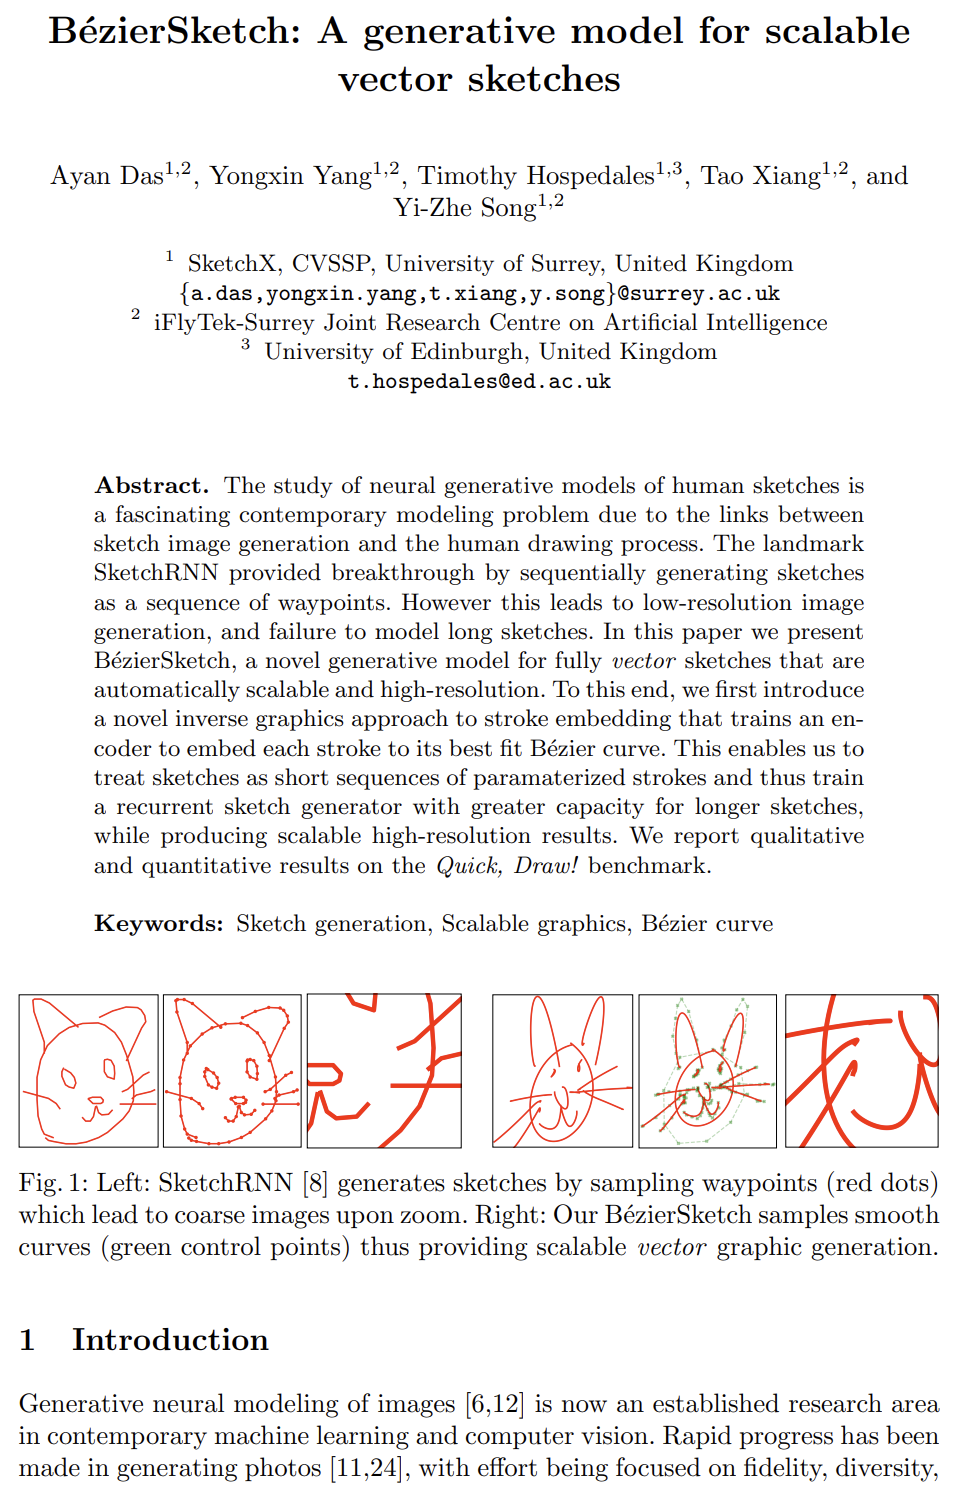 BézierSketch: A generative model for scalable
vector sketches
Ayan Das1,2, Yongxin Yang1,2, Timothy Hospedales1,3, Tao Xiang1,2, and
Yi-Zhe Song1,2
1 SketchX, CVSSP, University of Surrey, United Kingdom
{a.das,yongxin.yang,t.xiang,y.song}@surrey.ac.uk
2 iFlyTek-Surrey Joint Research Centre on Artificial Intelligence
3 University of Edinburgh, United Kingdom
t.hospedales@ed.ac.uk
Abstract. The study of neural generative models of human sketches is
a fascinating contemporary modeling problem due to the links between
sketch image generation and the human drawing process. The landmark
SketchRNN provided breakthrough by sequentially generating sketches
as a sequence of waypoints. However this leads to low-resolution image
generation, and failure to model long sketches. In this paper we present
BézierSketch, a novel generative model for fully vector sketches that are
automatically scalable and high-resolution. To this end, we first introduce
a novel inverse graphics approach to stroke embedding that trains an en-
coder to embed each stroke to its best fit Bézier curve. This enables us to
treat sketches as short sequences of paramaterized strokes and thus train
a recurrent sketch generator with greater capacity for longer sketches,
while producing scalable high-resolution results. We report qualitative
and quantitative results on the Quick, Draw! benchmark.
Keywords: Sketch generation, Scalable graphics, Bézier curve
Fig. 1: Left: SketchRNN [8] generates sketches by sampling waypoints (red dots)
which lead to coarse images upon zoom. Right: Our BézierSketch samples smooth
curves (green control points) thus providing scalable vector graphic generation.
1 Introduction
Generative neural modeling of images [6,12] is now an established research area
in contemporary machine learning and computer vision. Rapid progress has been
made in generating photos [11,24], with effort being focused on fidelity, diversity,